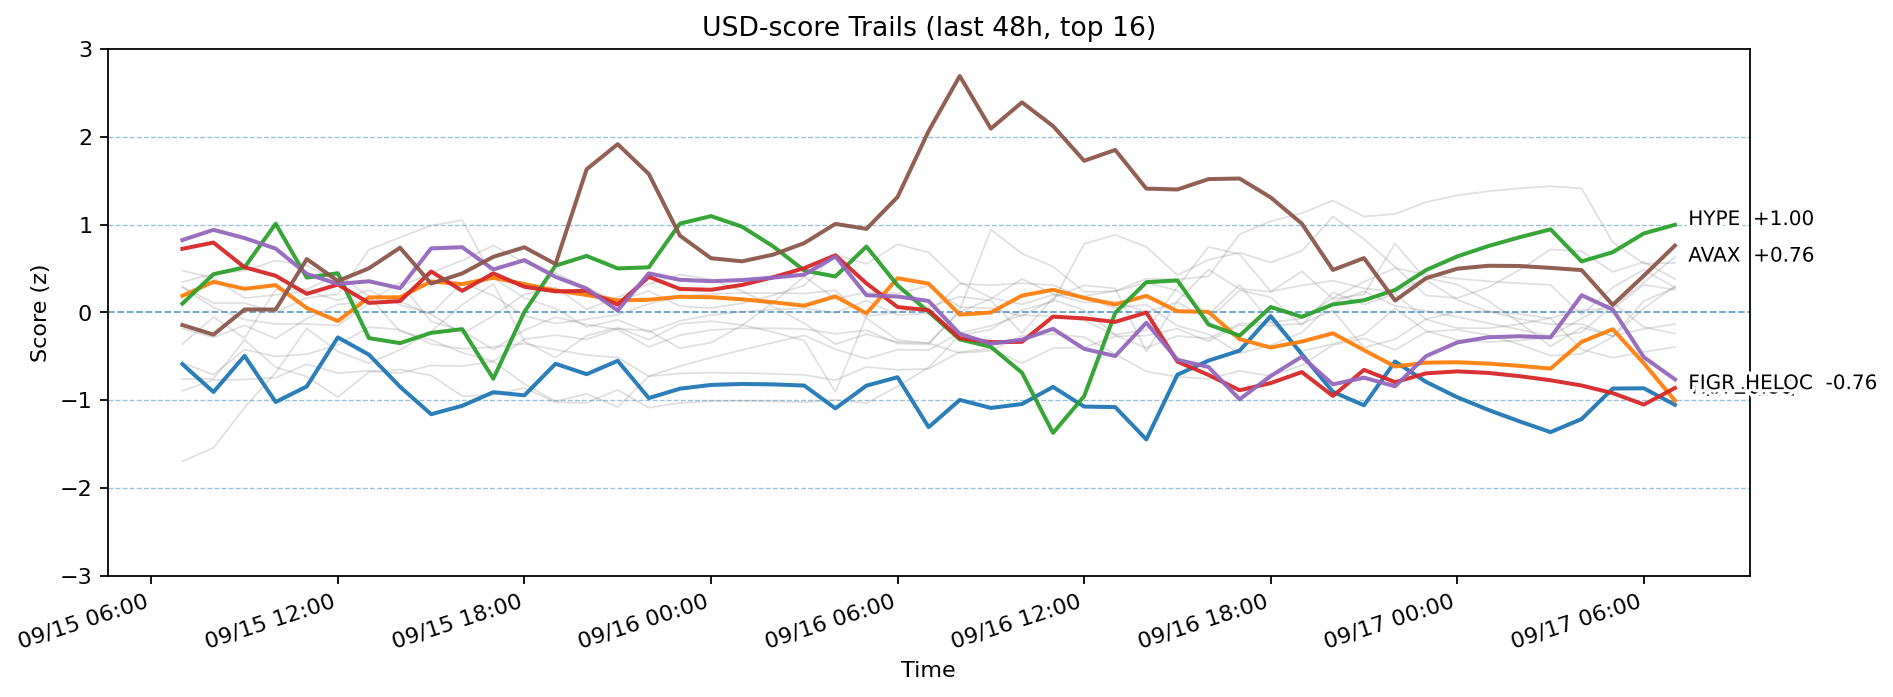 USD-score Trails (last 48h, top 16)
Score (z)
3
2
1
0
−1
−2
−3
HYPE +1.00
AVAX +0.76
FIGR_HELOC -0.76
09/15 06:00
09/15 12:00
09/15 18:00
09/16 00:00
09/16 06:00
09/16 12:00
09/16 18:00
09/17 00:00
09/17 06:00
Time